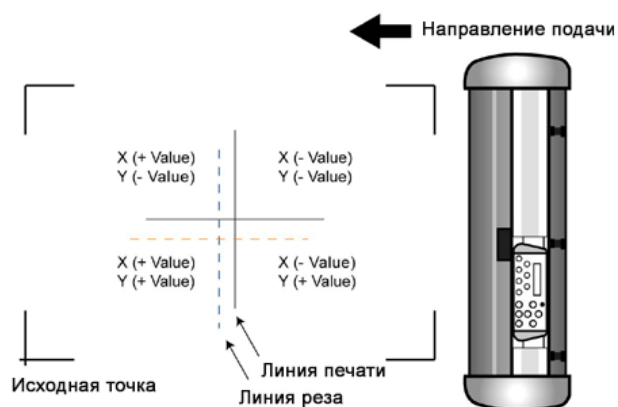 Направление подачи
X (+ Value)
Y (- Value)
X (- Value)
Y (- Value)
X (+ Value)
Y (+ Value)
X (- Value)
Y (+ Value)
Линия печати
Исходная точка
Линия реза